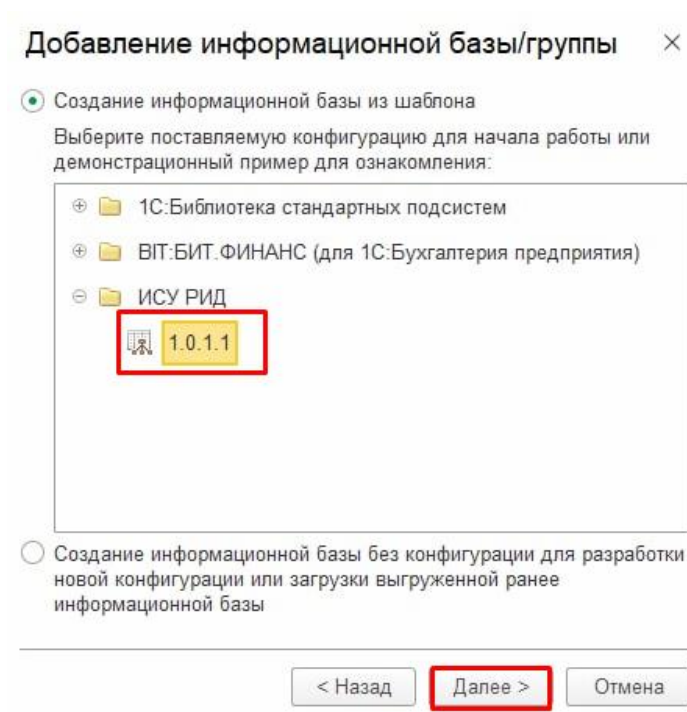 Добавление информационной базы/группы
Создание информационной базы из шаблона
Выберите поставляемую конфигурацию для начала работы или
демонстрационный пример для ознакомления:
1С:Библиотека стандартных подсистем
BIT:БИТ.ФИНАНС (для 1С:Бухгалтерия предприятия)
ИСУ РИД
1.0.1.1
Создание информационной базы без конфигурации для разработки
новой конфигурации или загрузки выгруженной ранее
информационной базы
< Назад Далее > Отмена